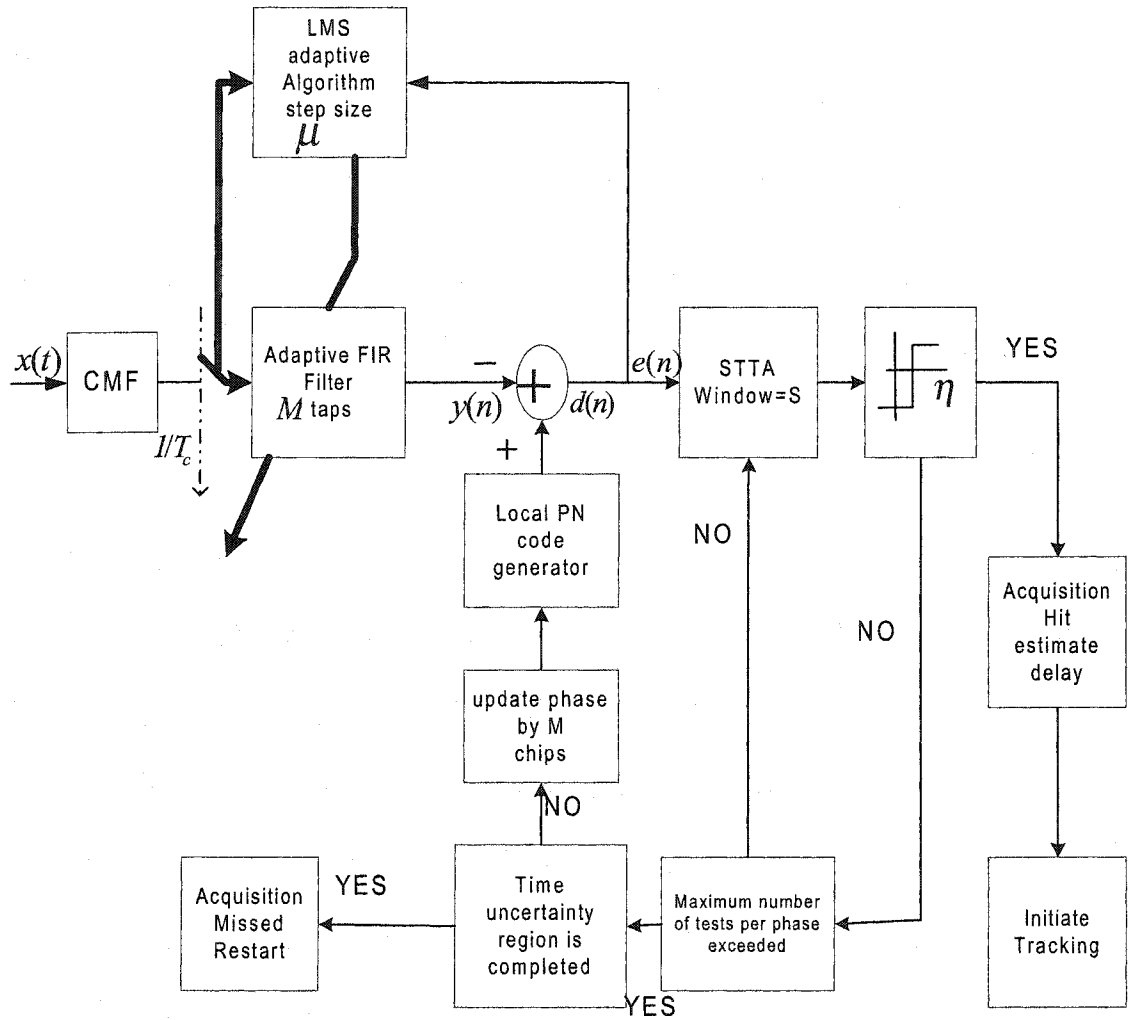 LMS
adaptive
Algorithm
step size
μ
x(t)
CMF
1/T_c
Adaptive FIR
Filter
M taps
−
y(n)
+
d(n)
e(n)
+
STTA
Window=S
η
YES
Local PN
code
generator
NO
NO
Acquisition
Hit
estimate
delay
update phase
by M
chips
NO
Acquisition
Missed
Restart
YES
Time
uncertainty
region is
completed
YES
Maximum number
of tests per phase
exceeded
Initiate
Tracking